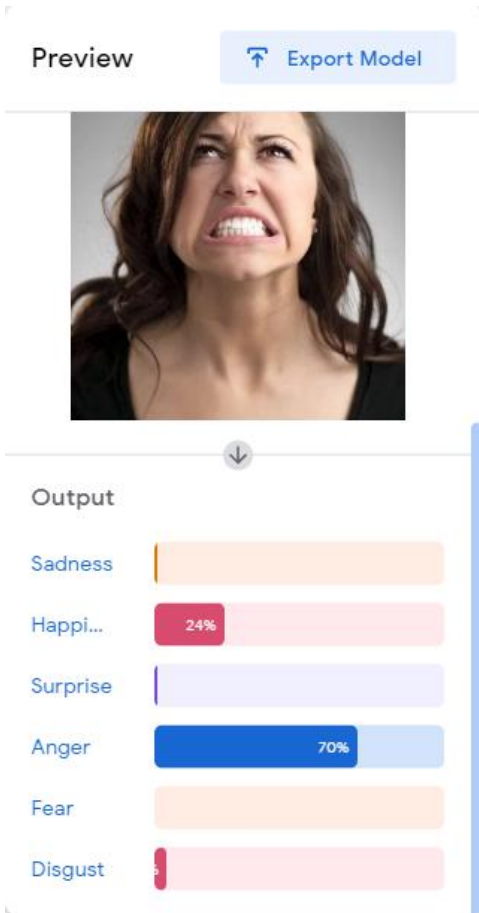 Preview
Export Model
Output
Sadness
Happi...
24%
Surprise
Anger
70%
Fear
Disgust